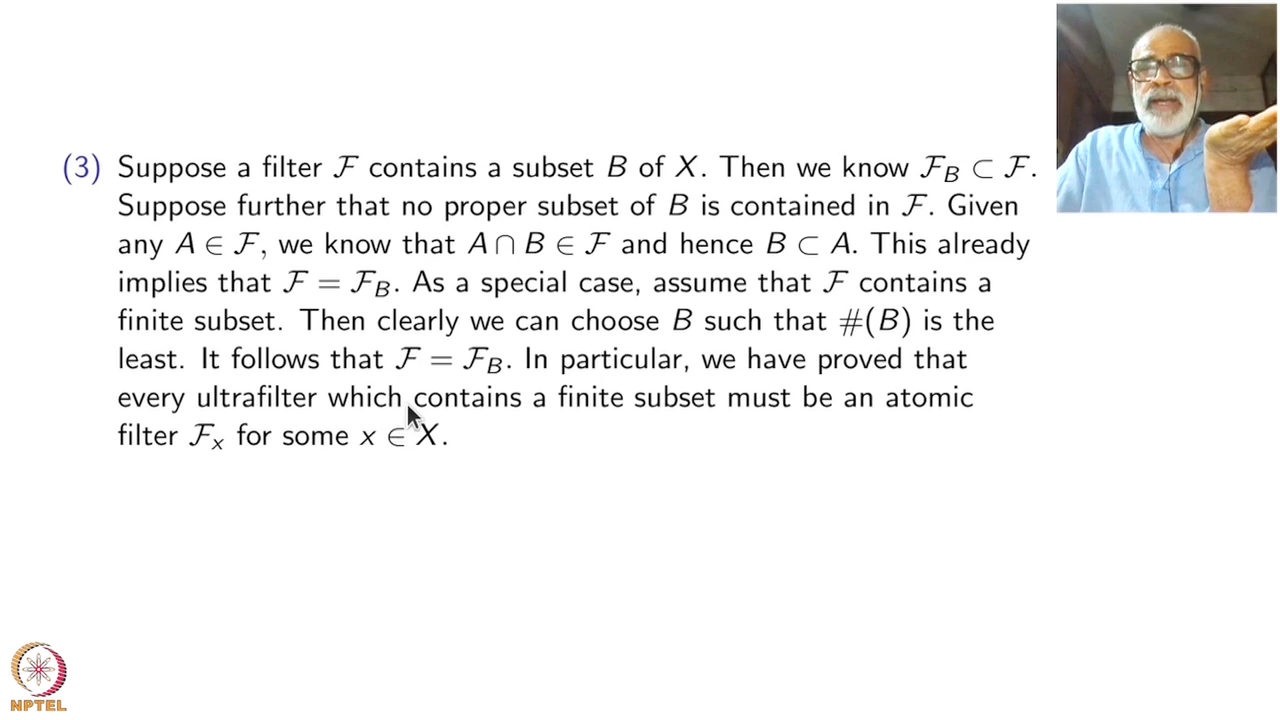 (3) Suppose a filter ℱ contains a subset B of X. Then we know ℱ_B ⊂ ℱ.
Suppose further that no proper subset of B is contained in ℱ. Given
any A ∈ ℱ, we know that A ∩ B ∈ ℱ and hence B ⊂ A. This already
implies that ℱ = ℱ_B. As a special case, assume that ℱ contains a
finite subset. Then clearly we can choose B such that #(B) is the
least. It follows that ℱ = ℱ_B. In particular, we have proved that
every ultrafilter which contains a finite subset must be an atomic
filter ℱ_x for some x ∈ X.
NPTEL